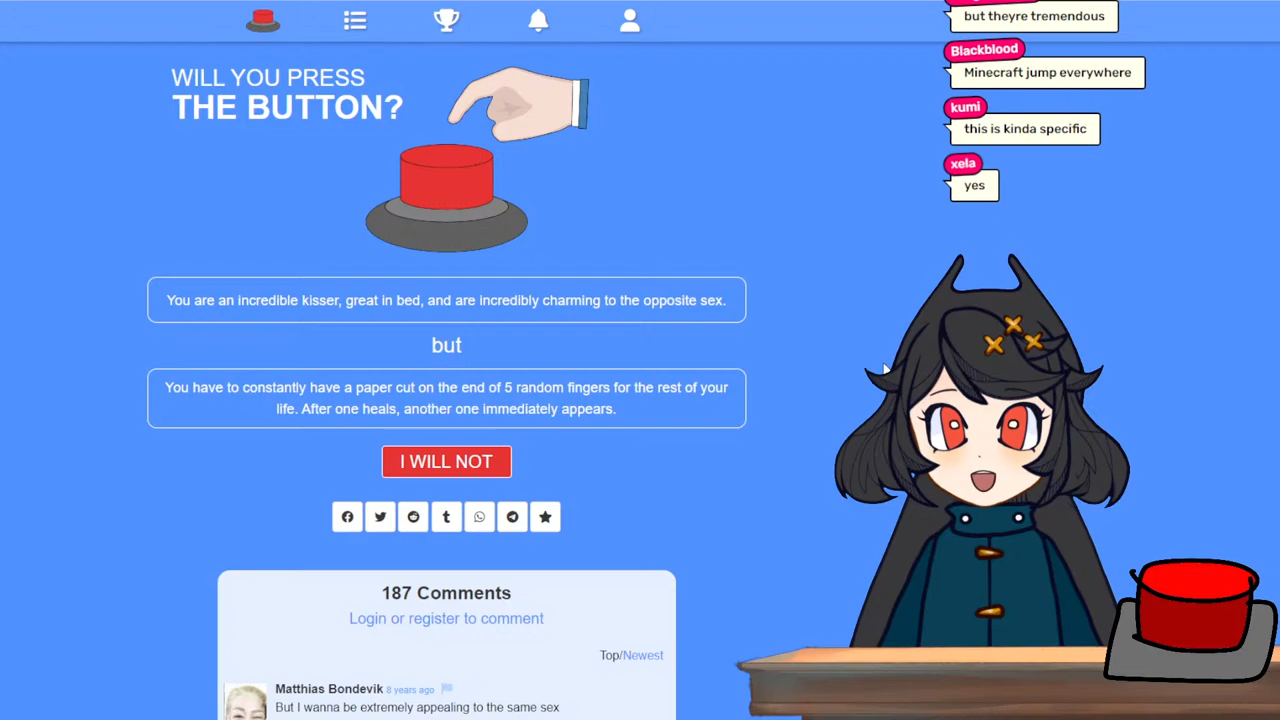 WILL YOU PRESS
THE BUTTON?
You are an incredible kisser, great in bed, and are incredibly charming to the opposite sex.
but
You have to constantly have a paper cut on the end of 5 random fingers for the rest of your
life. After one heals, another one immediately appears.
I WILL NOT
187 Comments
Login or register to comment
Top/Newest
Matthias Bondevik 8 years ago
But I wanna be extremely appealing to the same sex
but theyre tremendous
Blackblood
Minecraft jump everywhere
kumi
this is kinda specific
xela
yes